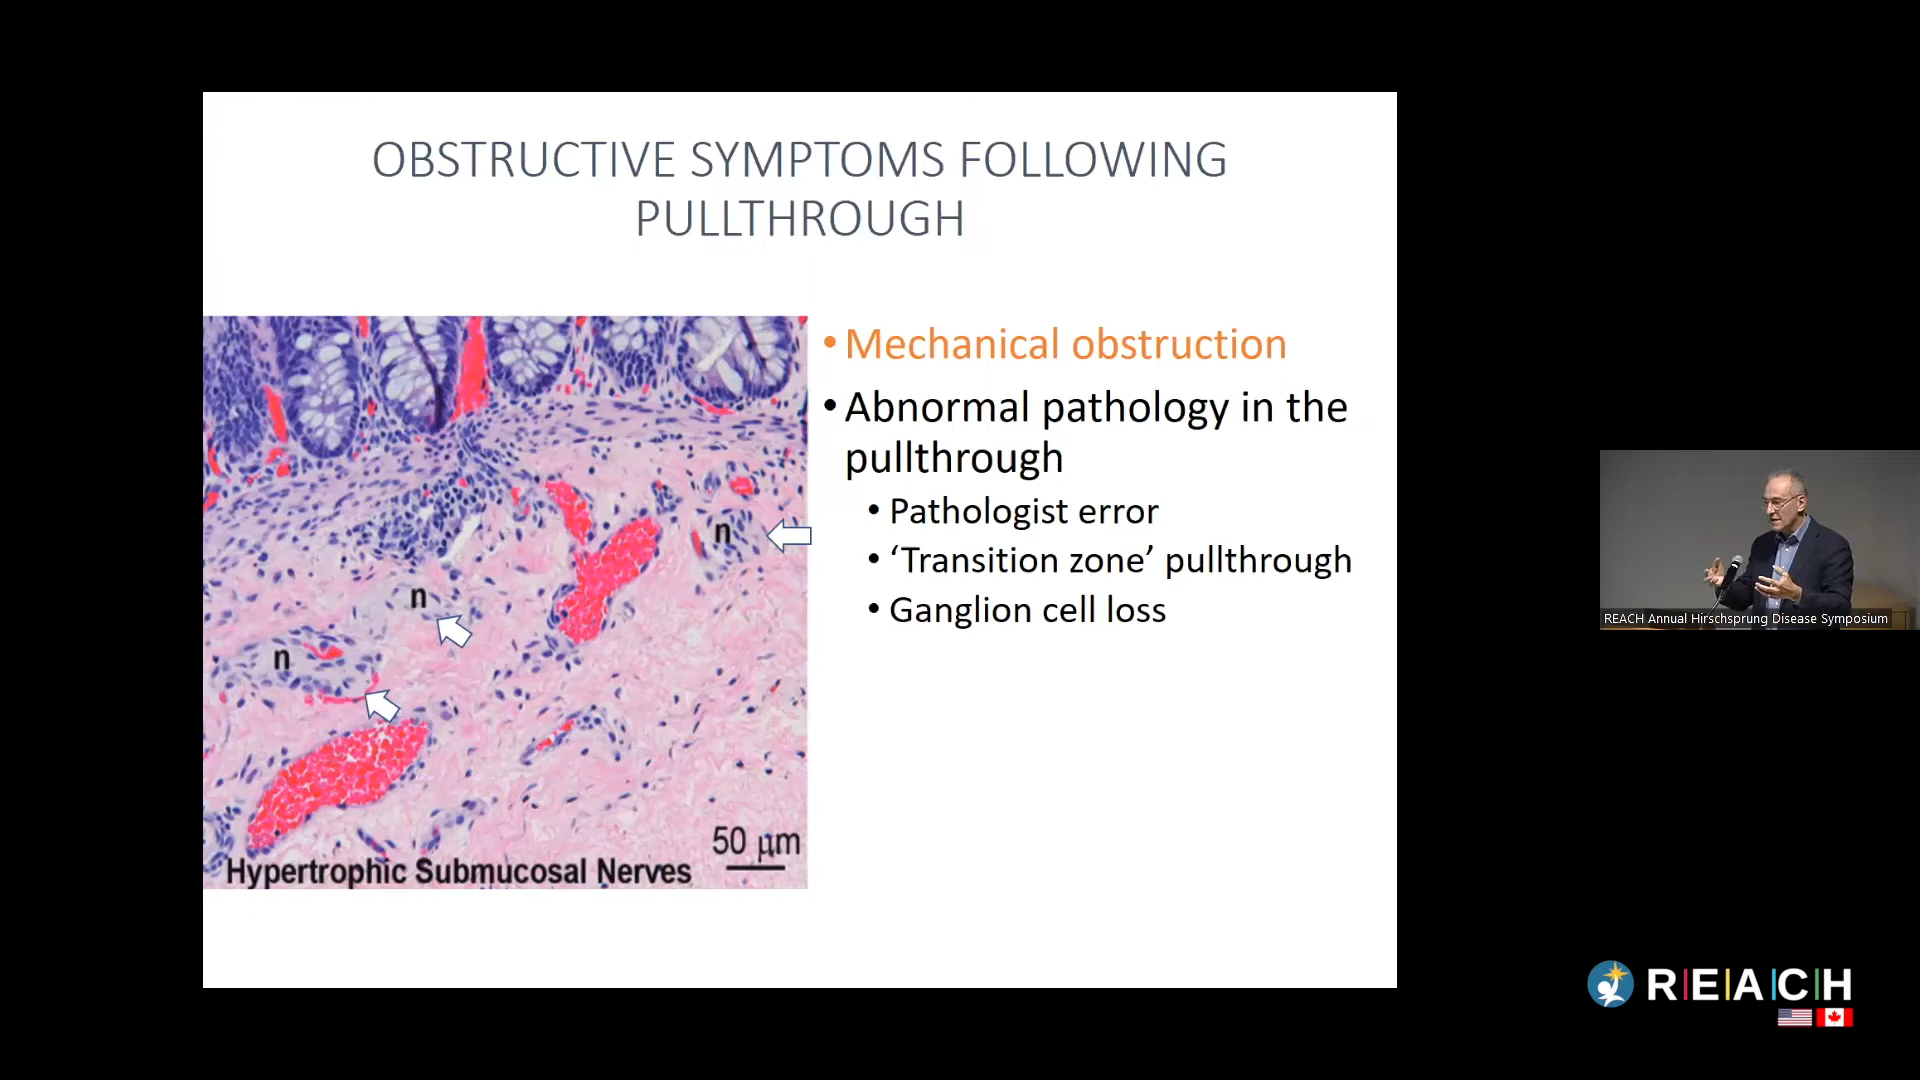 OBSTRUCTIVE SYMPTOMS FOLLOWING
PULLTHROUGH
• Mechanical obstruction
• Abnormal pathology in the
pullthrough
• Pathologist error
• ‘Transition zone’ pullthrough
• Ganglion cell loss
n
n
n
50 µm
Hypertrophic Submucosal Nerves
REACH Annual Hirschsprung Disease Symposium
R|E|A|C|H